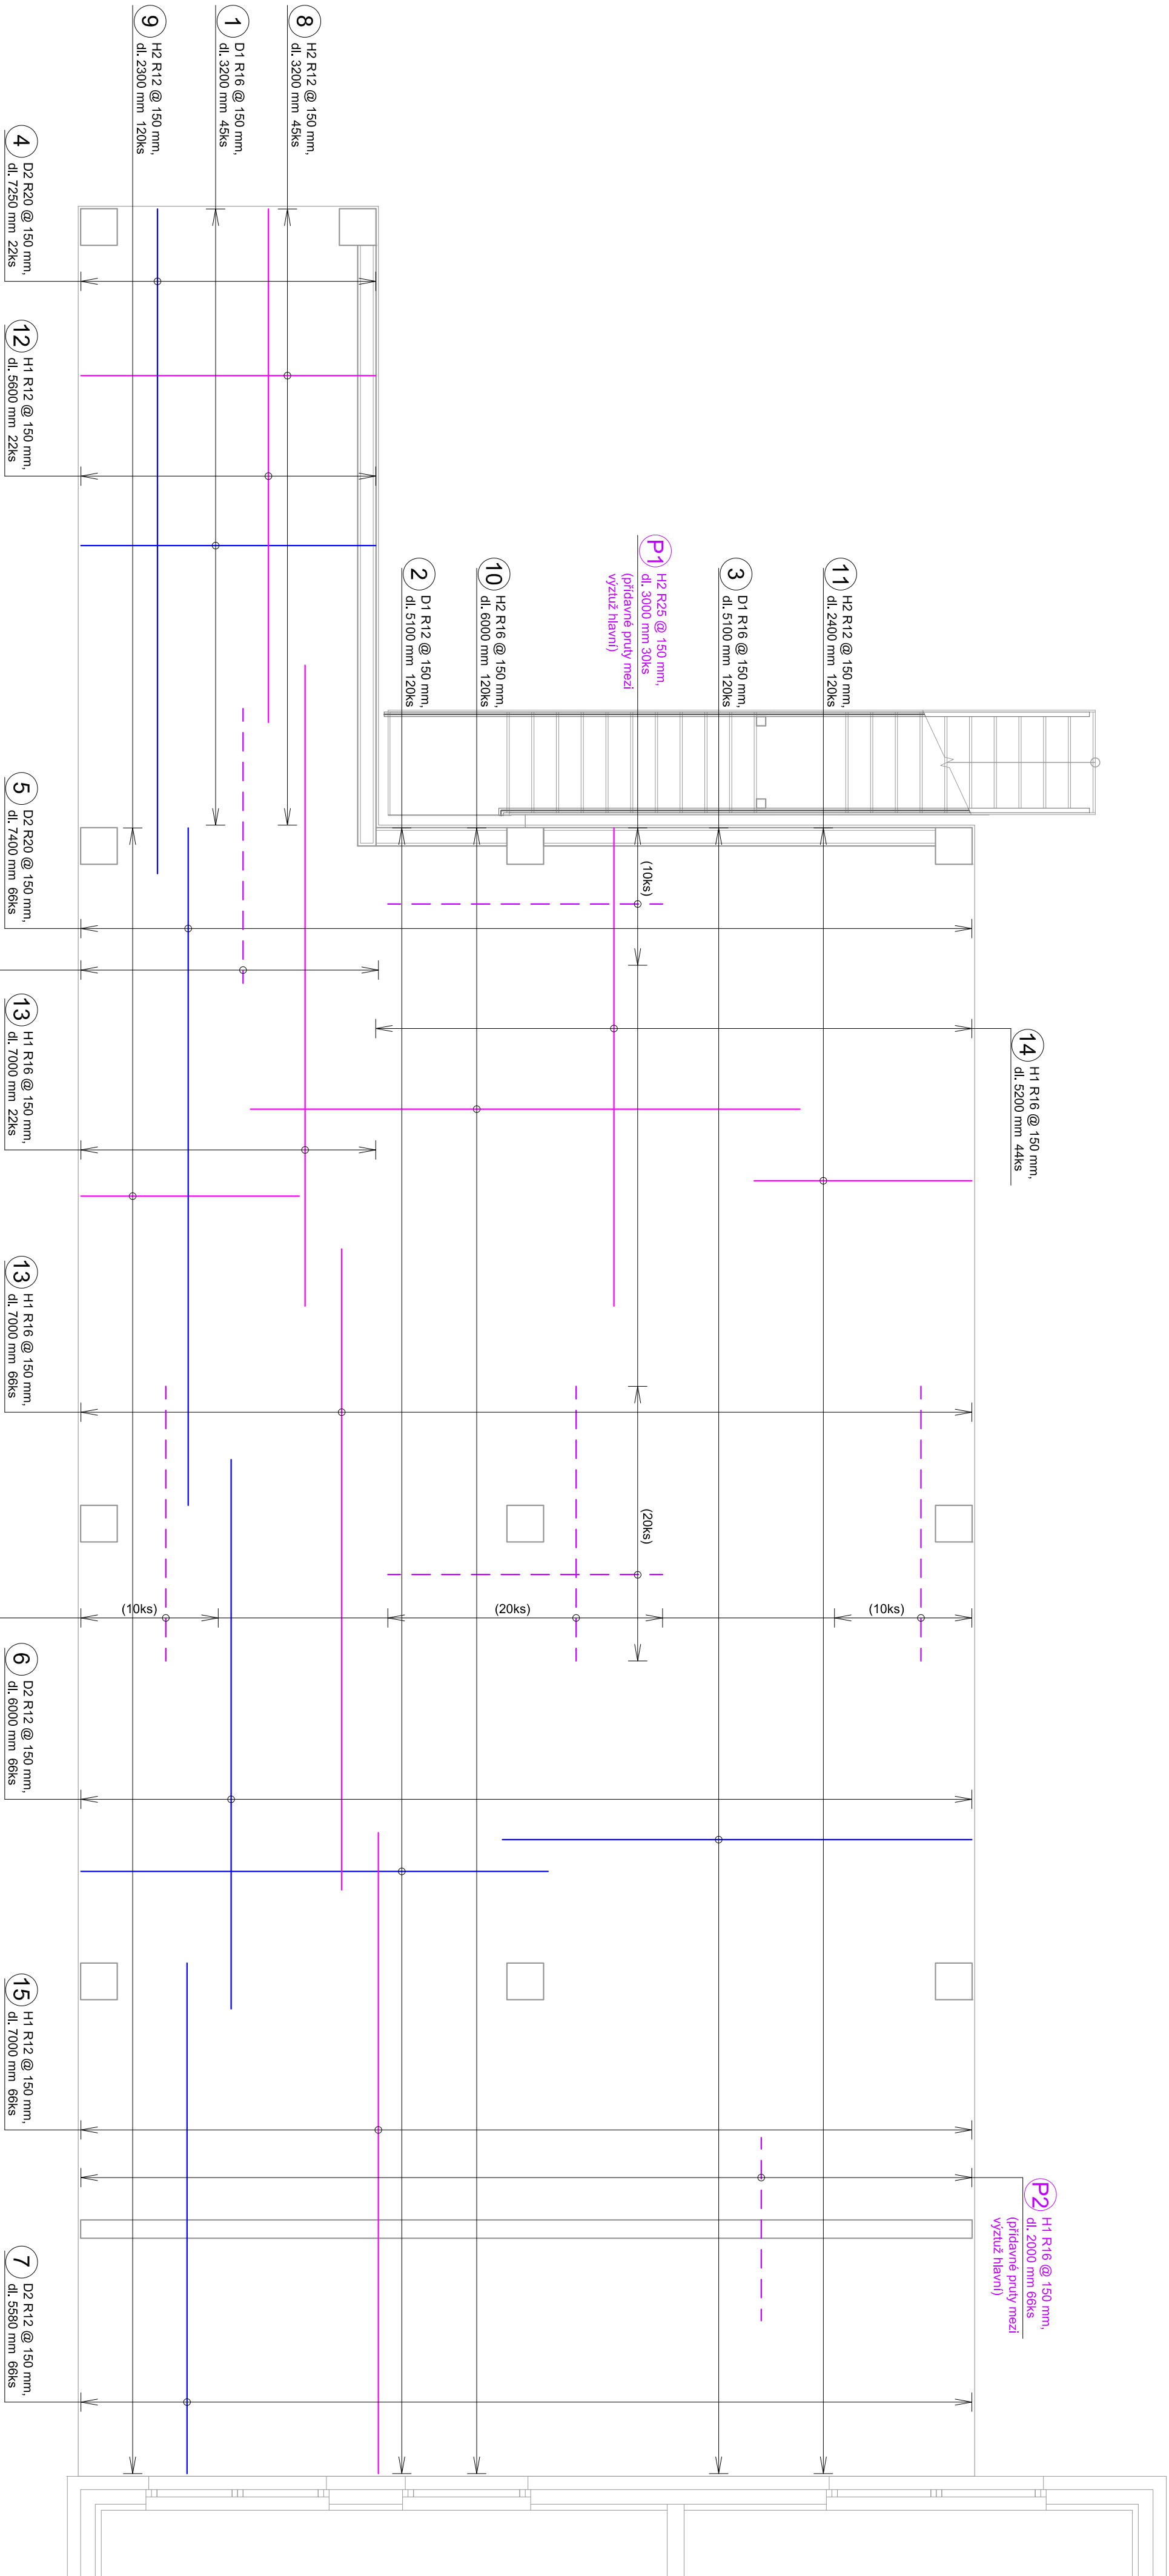 8
H2 R12 @ 150 mm,
dl. 3200 mm 45ks
1
D1 R16 @ 150 mm,
dl. 3200 mm 45ks
9
H2 R12 @ 150 mm,
dl. 2300 mm 120ks
4
D2 R20 @ 150 mm,
dl. 7250 mm 22ks
12
H1 R12 @ 150 mm,
dl. 5600 mm 22ks
11
H2 R12 @ 150 mm,
dl. 2400 mm 120ks
3
D1 R16 @ 150 mm,
dl. 5100 mm 120ks
P1
H2 R25 @ 150 mm,
dl. 3000 mm 30ks
(přídavné pruty mezi
výztuž hlavní)
10
H2 R16 @ 150 mm,
dl. 6000 mm 120ks
2
D1 R12 @ 150 mm,
dl. 5100 mm 120ks
5
D2 R20 @ 150 mm,
dl. 7400 mm 66ks
(10ks)
14
H1 R16 @ 150 mm,
dl. 5200 mm 44ks
13
H1 R16 @ 150 mm,
dl. 7000 mm 22ks
13
H1 R16 @ 150 mm,
dl. 7000 mm 66ks
(20ks)
(10ks)
(20ks)
(10ks)
6
D2 R12 @ 150 mm,
dl. 6000 mm 66ks
15
H1 R12 @ 150 mm,
dl. 7000 mm 66ks
P2
H1 R16 @ 150 mm,
dl. 2000 mm 66ks
(přídavné pruty mezi
výztuž hlavní)
7
D2 R12 @ 150 mm,
dl. 5580 mm 66ks